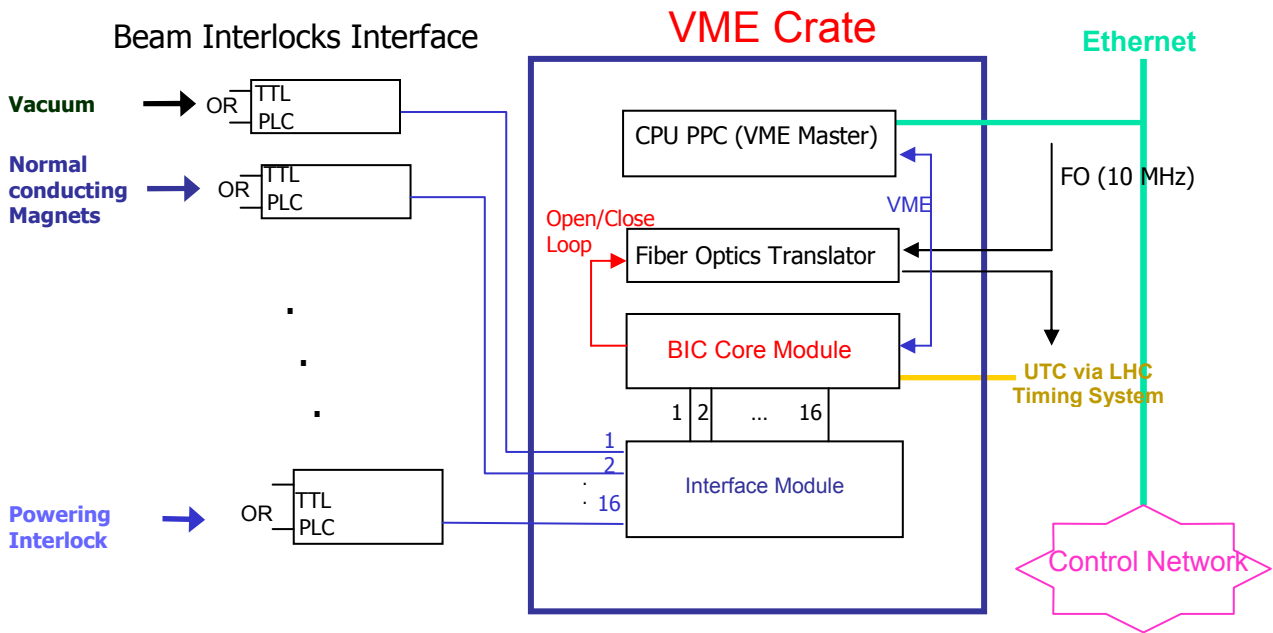 Beam Interlocks Interface
VME Crate
Ethernet
Vacuum
OR
TTL
PLC
Normal
conducting
Magnets
OR
TTL
PLC
.
.
.
Powering
Interlock
OR
TTL
PLC
CPU PPC (VME Master)
FO (10 MHz)
VME
Open/Close
Loop
Fiber Optics Translator
BIC Core Module
UTC via LHC
Timing System
1 2 ... 16
1
2
.
. 16
Interface Module
Control Network